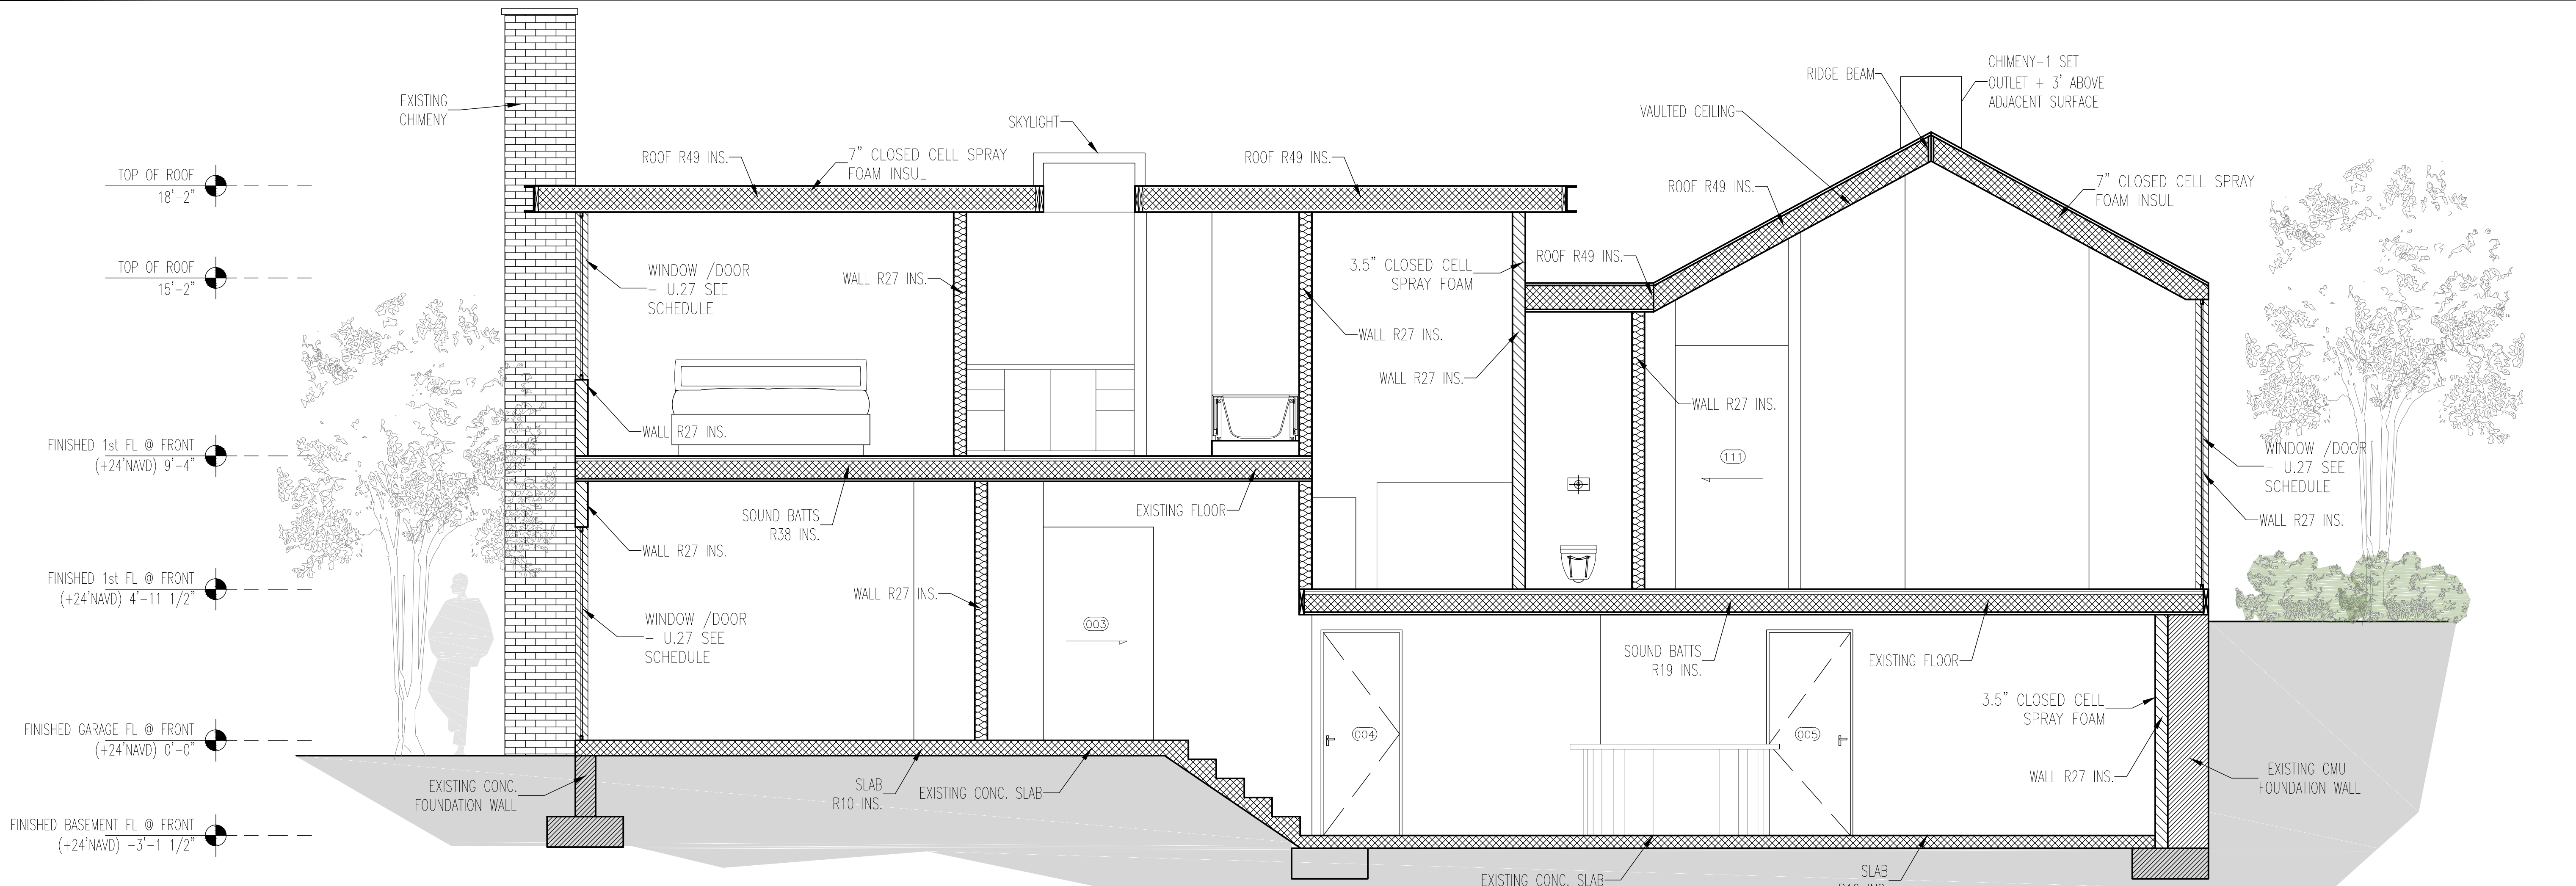 EXISTING
CHIMENY
SKYLIGHT
RIDGE BEAM
CHIMENY-1 SET
OUTLET + 3' ABOVE
ADJACENT SURFACE
VAULTED CEILING
ROOF R49 INS.
7" CLOSED CELL SPRAY
FOAM INSUL
ROOF R49 INS.
ROOF R49 INS.
7" CLOSED CELL SPRAY
FOAM INSUL
TOP OF ROOF
18'-2"
TOP OF ROOF
15'-2"
WINDOW /DOOR
- U.27 SEE
SCHEDULE
WALL R27 INS.
3.5" CLOSED CELL
SPRAY FOAM
ROOF R49 INS.
WALL R27 INS.
WALL R27 INS.
WALL R27 INS.
WALL R27 INS.
FINISHED 1st FL @ FRONT
(+24'NAVD) 9'-4"
111
WINDOW /DOOR
- U.27 SEE
SCHEDULE
WALL R27 INS.
SOUND BATTS
R38 INS.
EXISTING FLOOR
WALL R27 INS.
FINISHED 1st FL @ FRONT
(+24'NAVD) 4'-11 1/2"
WALL R27 INS.
WINDOW /DOOR
- U.27 SEE
SCHEDULE
003
SOUND BATTS
R19 INS.
EXISTING FLOOR
3.5" CLOSED CELL
SPRAY FOAM
FINISHED GARAGE FL @ FRONT
(+24'NAVD) 0'-0"
004
005
EXISTING CONC.
FOUNDATION WALL
SLAB
R10 INS.
EXISTING CONC. SLAB
WALL R27 INS.
EXISTING CMU
FOUNDATION WALL
FINISHED BASEMENT FL @ FRONT
(+24'NAVD) -3'-1 1/2"
EXISTING CONC. SLAB
SLAB